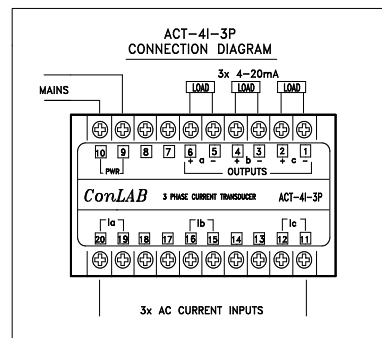 ACT-4I-3P
CONNECTION DIAGRAM
3x 4-20mA
MAINS
LOAD LOAD LOAD
10 9 8 7 6 5 4 3 2 1
PWR + a - + b - + c -
OUTPUTS
ConLAB 3 PHASE CURRENT TRANSDUCER ACT-4I-3P
Ia Ib Ic
20 19 18 17 16 15 14 13 12 11
3x AC CURRENT INPUTS